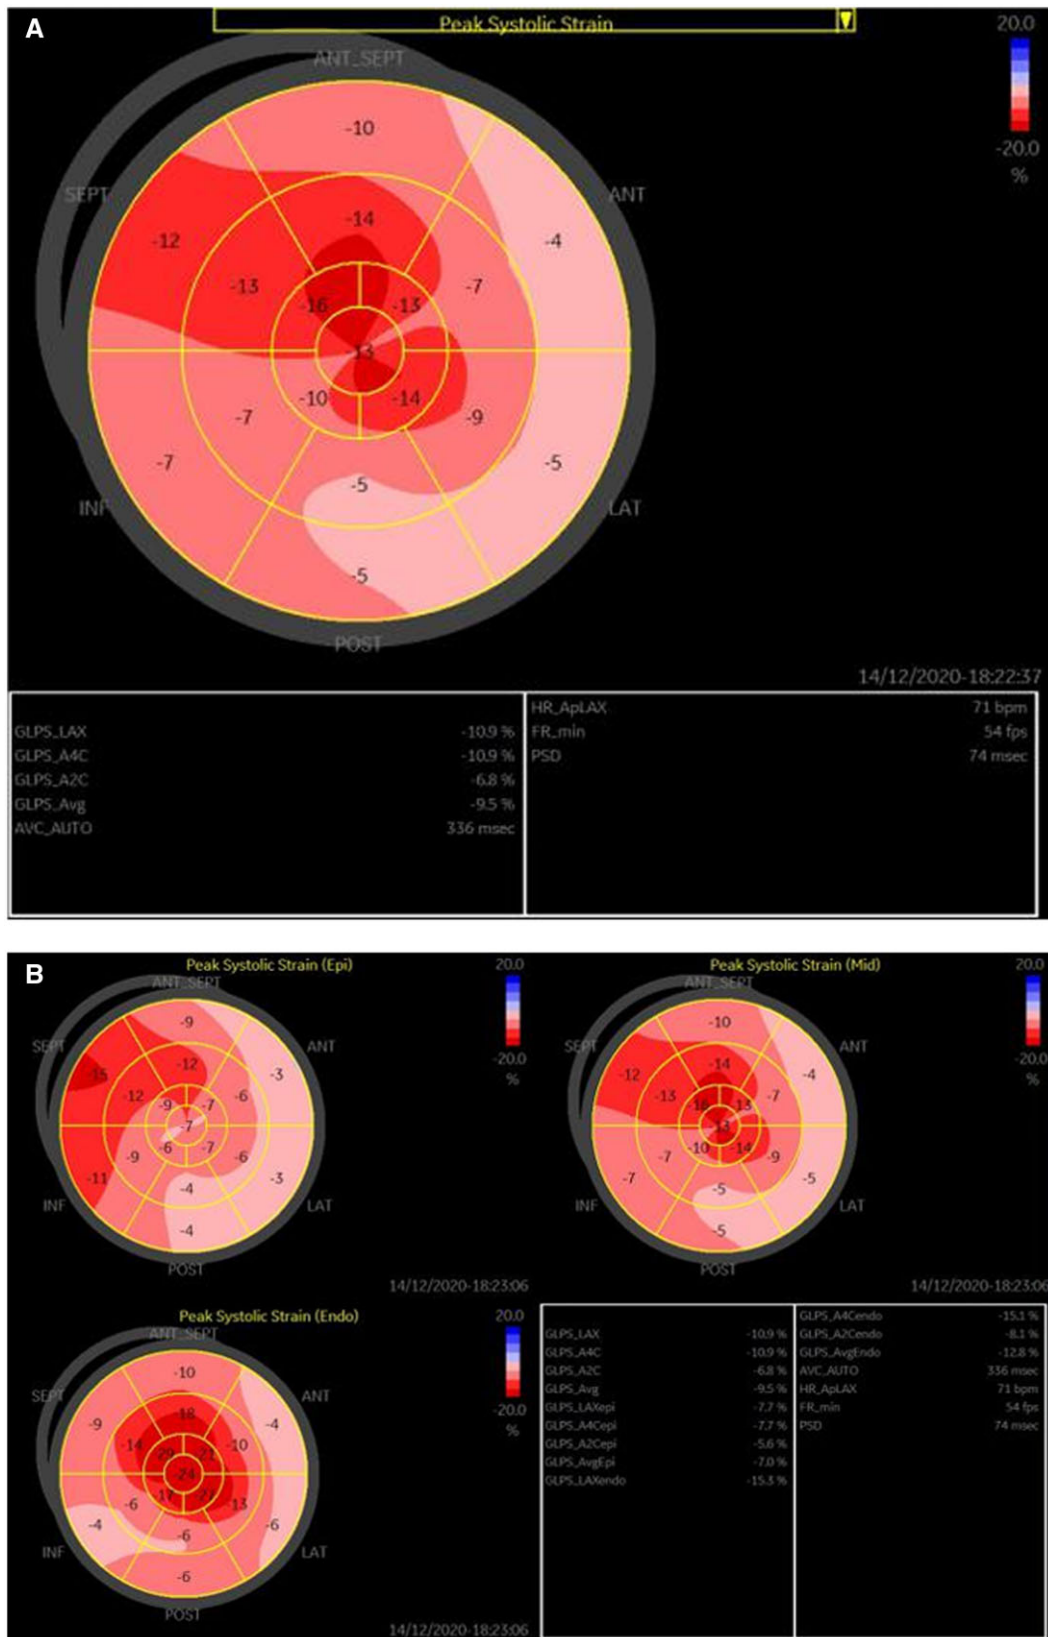 A
Peak Systolic Strain
20.0
-20.0
%
ANT_SEPT
SEPT
ANT
-10
-12
-4
-14
-13
-7
-16
-13
-13
-10
-14
-7
-9
-7
-5
-5
-5
INF
LAT
POST
14/12/2020-18:22:37
GLPS_LAX -10.9 %
GLPS_A4C -10.9 %
GLPS_A2C -6.8 %
GLPS_Avg -9.5 %
AVC_AUTO 336 msec
HR_ApLAX 71 bpm
FR_min 54 fps
PSD 74 msec
B
Peak Systolic Strain (Epi)
20.0
-20.0
%
ANT_SEPT
SEPT
ANT
-9
-15
-3
-12
-12
-6
-9
-7
-7
-6
-7
-9
-6
-11
-3
-4
-4
INF
LAT
POST
14/12/2020-18:23:06
Peak Systolic Strain (Mid)
20.0
-20.0
%
ANT_SEPT
SEPT
ANT
-10
-12
-4
-14
-13
-7
-16
-13
-13
-10
-14
-7
-9
-7
-5
-5
-5
INF
LAT
POST
14/12/2020-18:23:06
Peak Systolic Strain (Endo)
20.0
-20.0
%
ANT_SEPT
SEPT
ANT
-10
-9
-4
-18
-14
-10
-21
-24
-17
-6
-13
-4
-6
-6
-6
INF
LAT
POST
14/12/2020-18:23:06
GLPS_LAX -10.9 %
GLPS_A4C -10.9 %
GLPS_A2C -6.8 %
GLPS_Avg -9.5 %
GLPS_LAXepi -7.7 %
GLPS_A4Cepi -7.7 %
GLPS_A2Cepi -5.6 %
GLPS_AvgEpi -7.0 %
GLPS_LAXendo -15.3 %
GLPS_A4Cendo -15.1 %
GLPS_A2Cendo -8.1 %
GLPS_AvgEndo -12.8 %
AVC_AUTO 336 msec
HR_ApLAX 71 bpm
FR_min 54 fps
PSD 74 msec